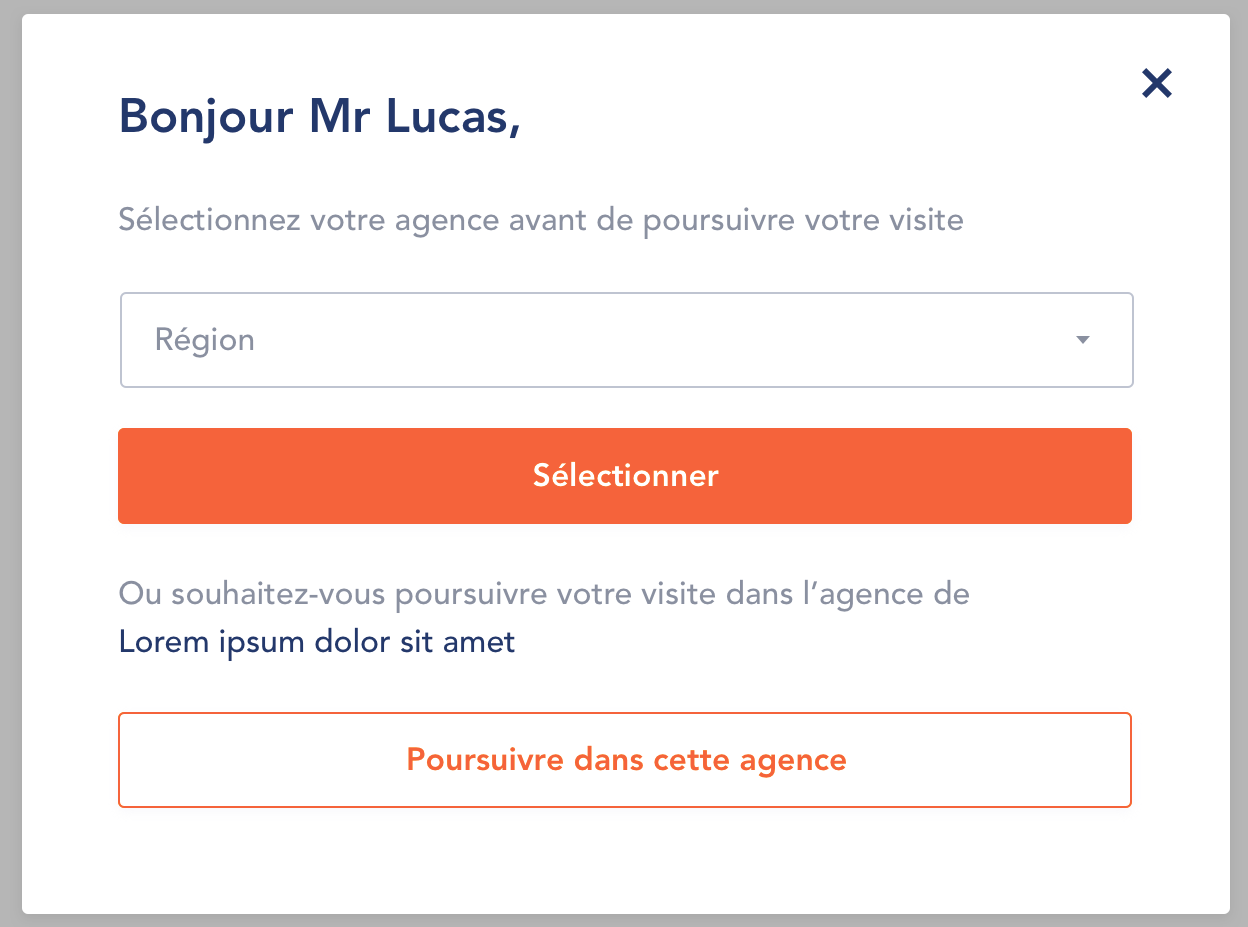 Bonjour Mr Lucas,
Sélectionnez votre agence avant de poursuivre votre visite
Région
Sélectionner
Ou souhaitez-vous poursuivre votre visite dans l’agence de
Lorem ipsum dolor sit amet
Poursuivre dans cette agence